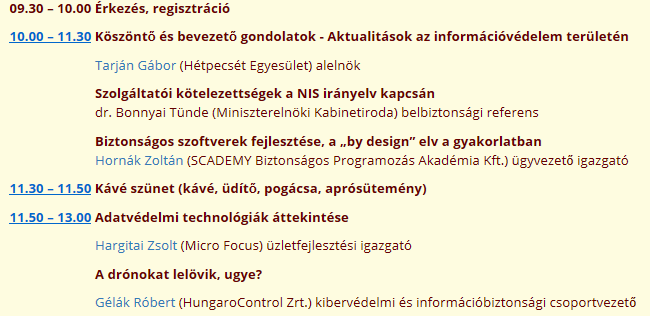 09.30 – 10.00 Érkezés, regisztráció
10.00 – 11.30 Köszöntő és bevezető gondolatok - Aktualitások az információvédelem területén
Tarján Gábor (Hétpecsét Egyesület) alelnök
Szolgáltatói kötelezettségek a NIS irányelv kapcsán
dr. Bonnyai Tünde (Miniszterelnöki Kabinetiroda) belbiztonsági referens
Biztonságos szoftverek fejlesztése, a „by design” elv a gyakorlatban
Hornák Zoltán (SCADEMY Biztonságos Programozás Akadémia Kft.) ügyvezető igazgató
11.30 – 11.50 Kávé szünet (kávé, üdítő, pogácsa, aprósütemény)
11.50 – 13.00 Adatvédelmi technológiák áttekintése
Hargitai Zsolt (Micro Focus) üzletfejlesztési igazgató
A drónokat lelövik, ugye?
Gélák Róbert (HungaroControl Zrt.) kibervédelmi és információbiztonsági csoportvezető